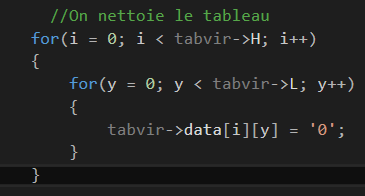 //On nettoie le tableau
for(i = 0; i < tabvir->H; i++)
{
for(y = 0; y < tabvir->L; y++)
{
tabvir->data[i][y] = '0';
}
}